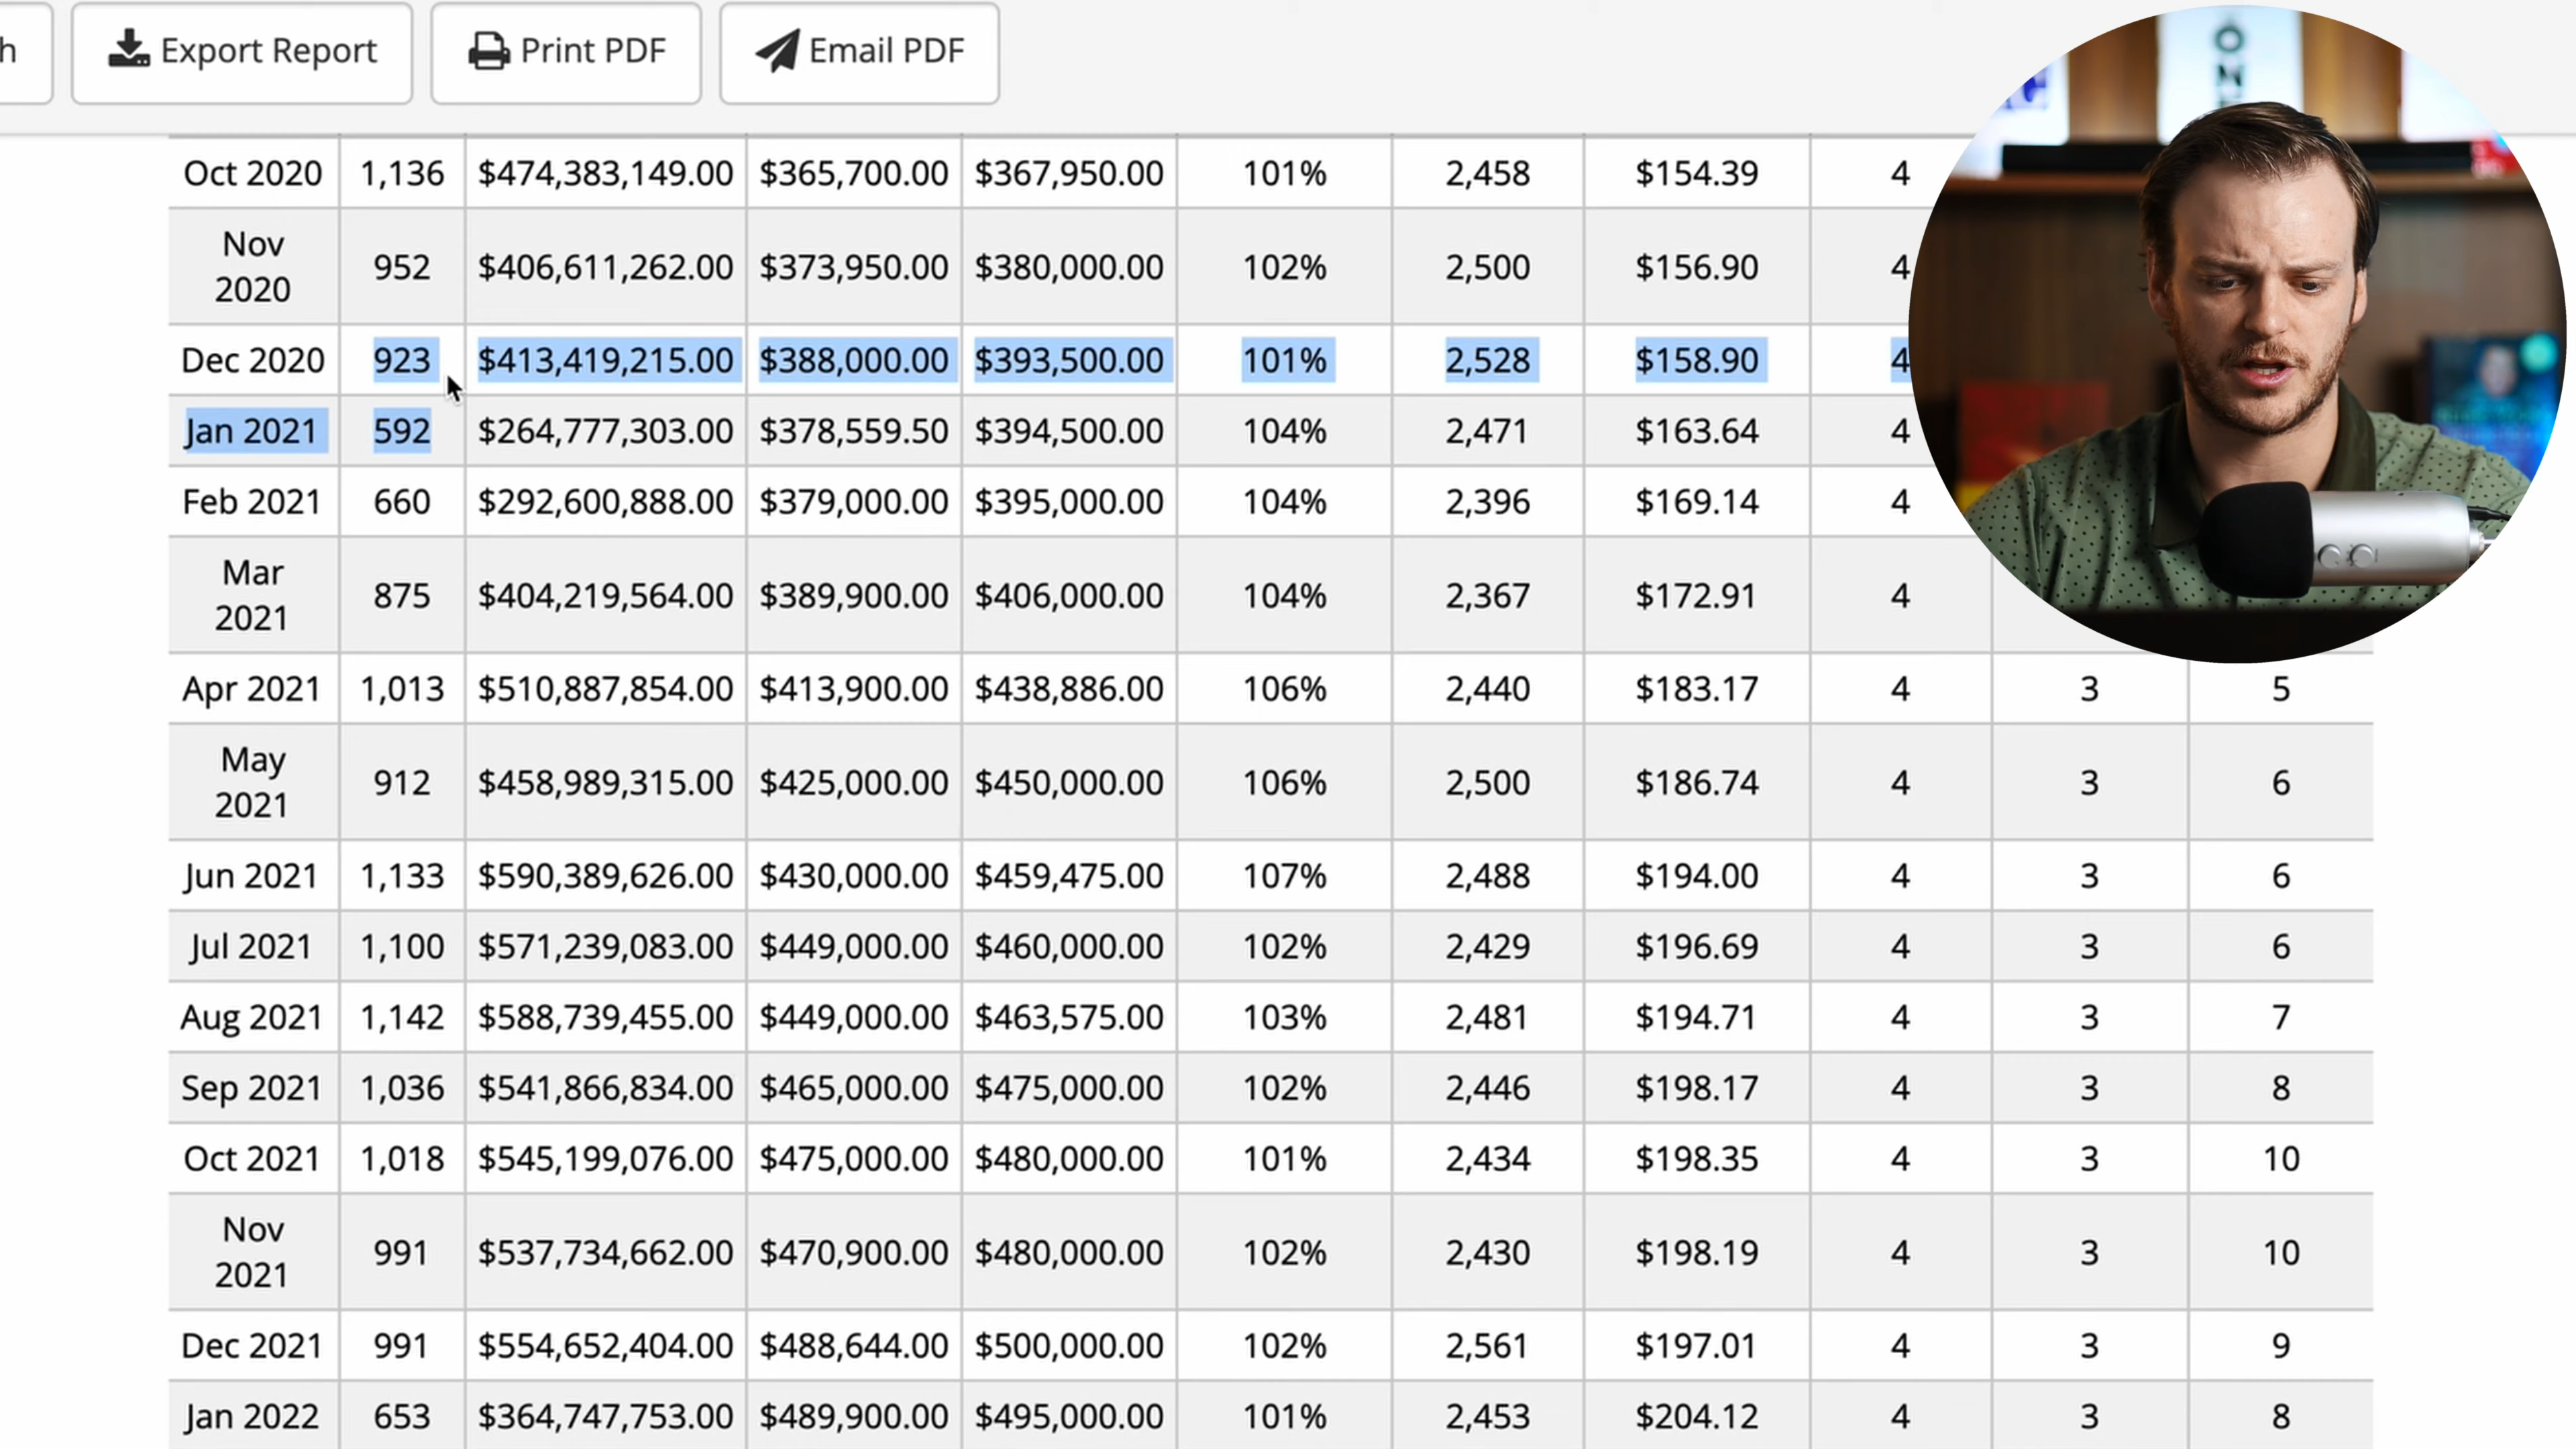 h Export Report Print PDF Email PDF
Oct 2020 1,136 $474,383,149.00 $365,700.00 $367,950.00 101% 2,458 $154.39 4
Nov 2020 952 $406,611,262.00 $373,950.00 $380,000.00 102% 2,500 $156.90 4
Dec 2020 923 $413,419,215.00 $388,000.00 $393,500.00 101% 2,528 $158.90 4
Jan 2021 592 $264,777,303.00 $378,559.50 $394,500.00 104% 2,471 $163.64 4
Feb 2021 660 $292,600,888.00 $379,000.00 $395,000.00 104% 2,396 $169.14 4
Mar 2021 875 $404,219,564.00 $389,900.00 $406,000.00 104% 2,367 $172.91 4
Apr 2021 1,013 $510,887,854.00 $413,900.00 $438,886.00 106% 2,440 $183.17 4 3 5
May 2021 912 $458,989,315.00 $425,000.00 $450,000.00 106% 2,500 $186.74 4 3 6
Jun 2021 1,133 $590,389,626.00 $430,000.00 $459,475.00 107% 2,488 $194.00 4 3 6
Jul 2021 1,100 $571,239,083.00 $449,000.00 $460,000.00 102% 2,429 $196.69 4 3 6
Aug 2021 1,142 $588,739,455.00 $449,000.00 $463,575.00 103% 2,481 $194.71 4 3 7
Sep 2021 1,036 $541,866,834.00 $465,000.00 $475,000.00 102% 2,446 $198.17 4 3 8
Oct 2021 1,018 $545,199,076.00 $475,000.00 $480,000.00 101% 2,434 $198.35 4 3 10
Nov 2021 991 $537,734,662.00 $470,900.00 $480,000.00 102% 2,430 $198.19 4 3 10
Dec 2021 991 $554,652,404.00 $488,644.00 $500,000.00 102% 2,561 $197.01 4 3 9
Jan 2022 653 $364,747,753.00 $489,900.00 $495,000.00 101% 2,453 $204.12 4 3 8